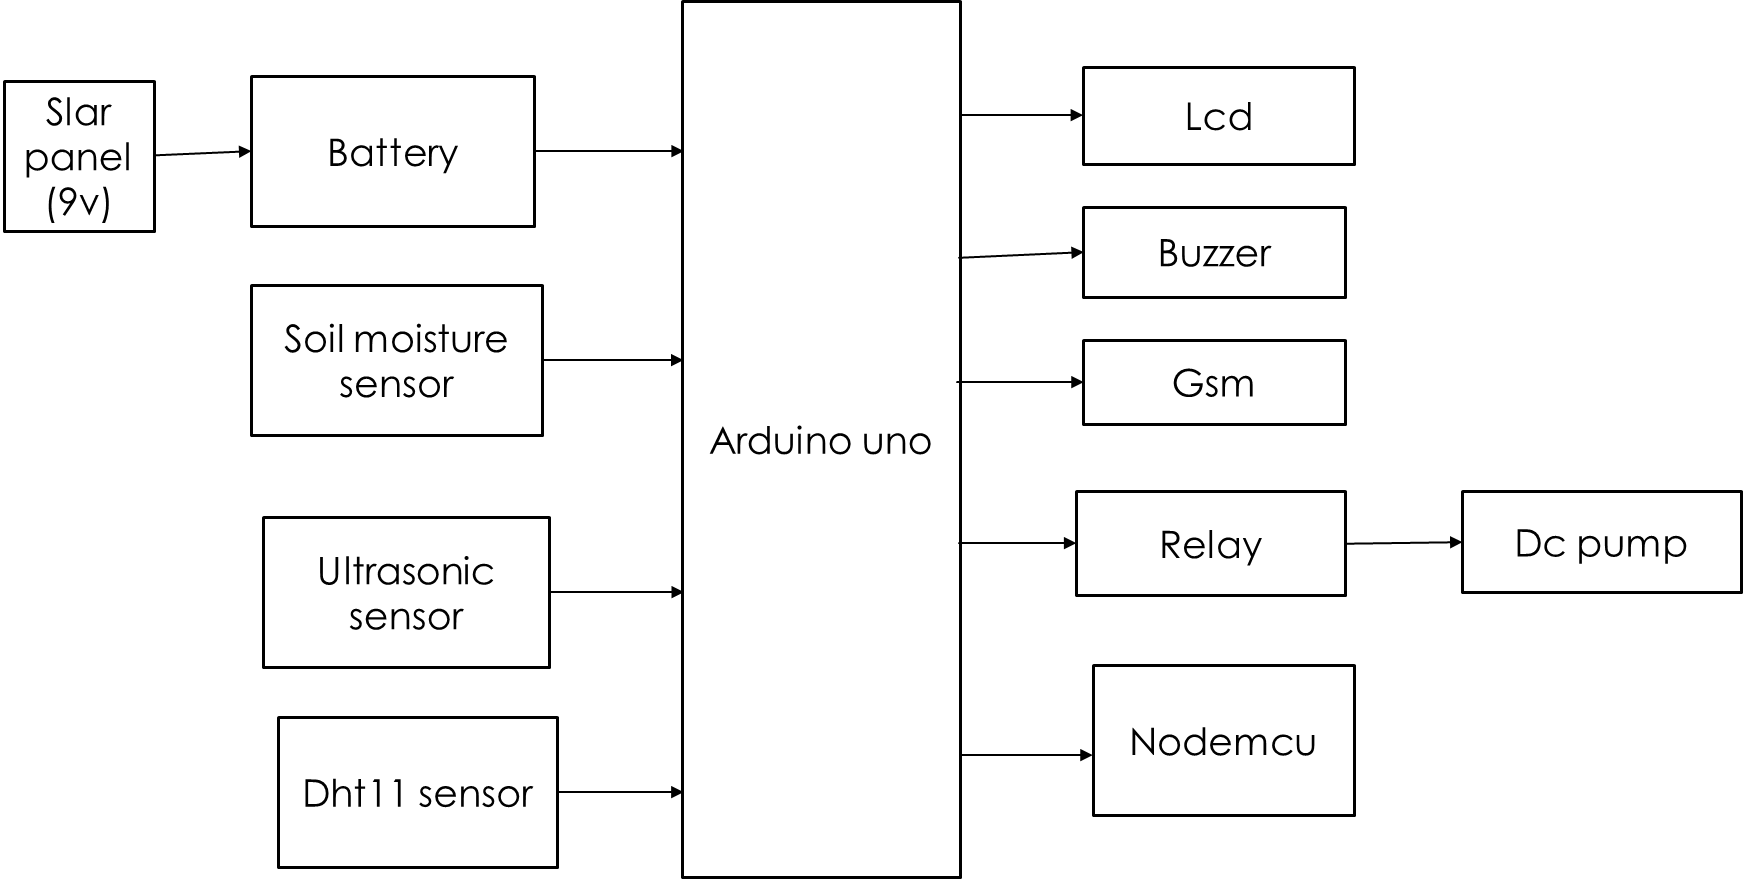 Slar
panel
(9v)
Battery
Soil moisture
sensor
Ultrasonic
sensor
Dht11 sensor
Arduino uno
Lcd
Buzzer
Gsm
Relay
Dc pump
Nodemcu